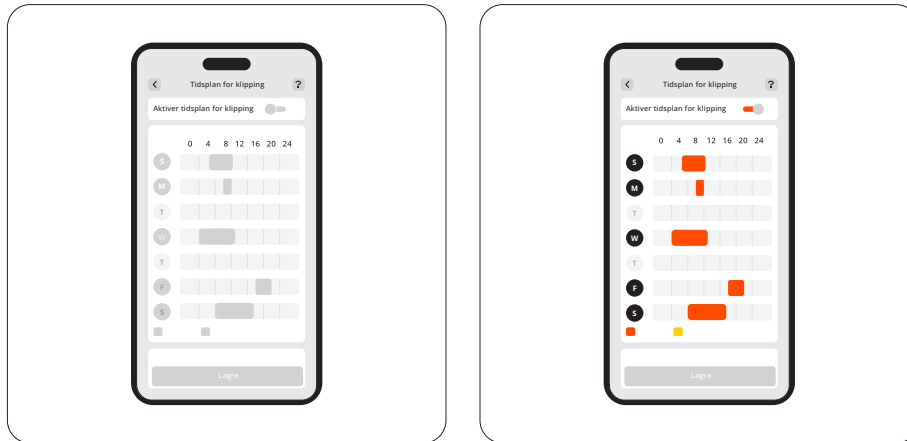 Tidsplan for klipping ?
Aktiver tidsplan for klipping
0 4 8 12 16 20 24
S
M
T
W
T
F
S
Lagre
Tidsplan for klipping ?
Aktiver tidsplan for klipping
0 4 8 12 16 20 24
S
M
T
W
T
F
S
Lagre